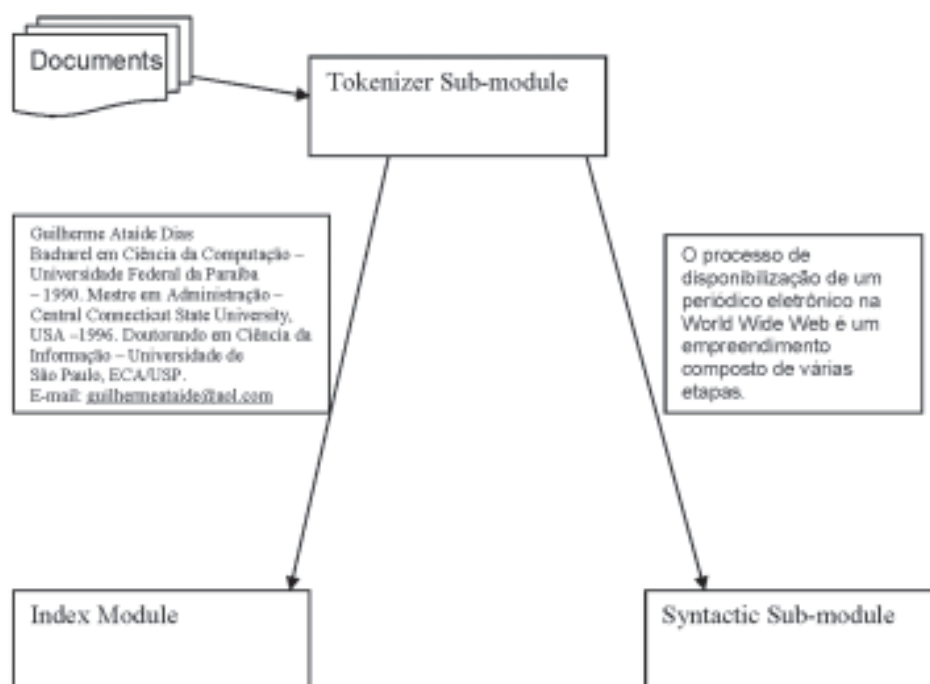 Documents
Tokenizer Sub-module
Guilherme Ataide Dias
Bacharel em Ciência da Computação –
Universidade Federal da Paraíba
– 1990. Mestre em Administração –
Central Connecticut State University,
USA –1996. Doutorando em Ciência da
Informação – Universidade de
São Paulo, ECA/USP.
E-mail: guilhermeataide@aol.com
O processo de
disponibilização de um
periódico eletrônico na
World Wide Web é um
empreendimento
composto de várias
etapas.
Index Module
Syntactic Sub-module